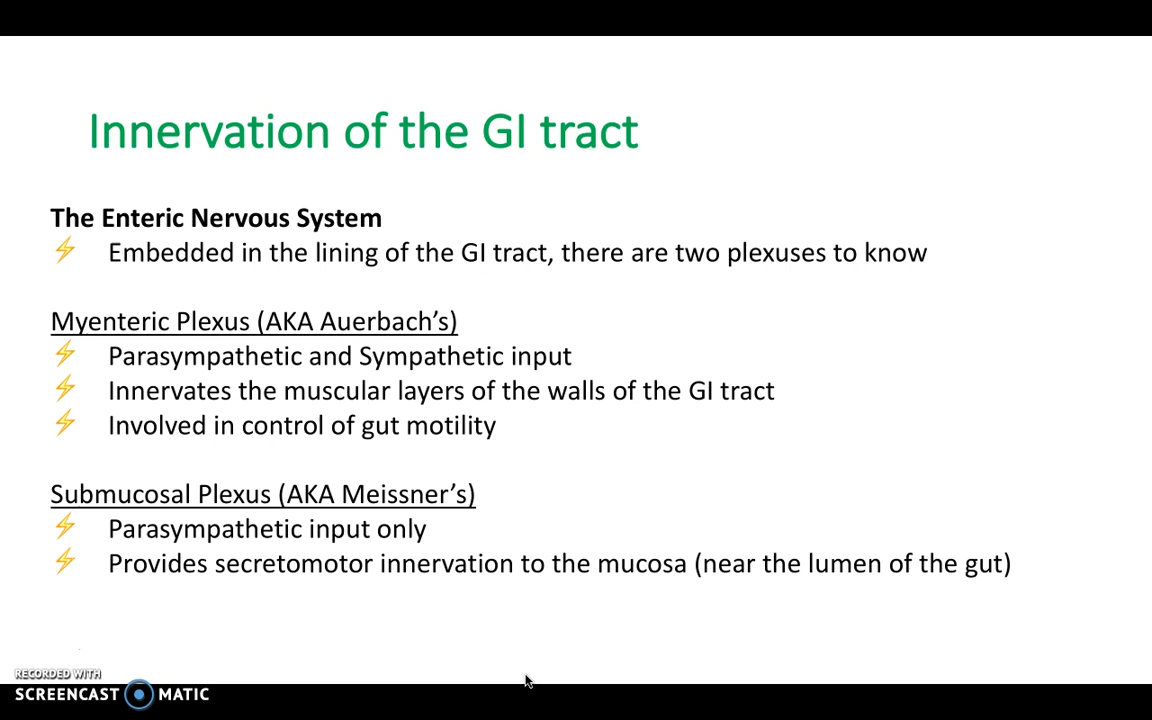 Innervation of the GI tract
The Enteric Nervous System
⚡ Embedded in the lining of the GI tract, there are two plexuses to know
Myenteric Plexus (AKA Auerbach’s)
⚡ Parasympathetic and Sympathetic input
⚡ Innervates the muscular layers of the walls of the GI tract
⚡ Involved in control of gut motility
Submucosal Plexus (AKA Meissner’s)
⚡ Parasympathetic input only
⚡ Provides secretomotor innervation to the mucosa (near the lumen of the gut)
RECORDED WITH
SCREENCAST MATIC